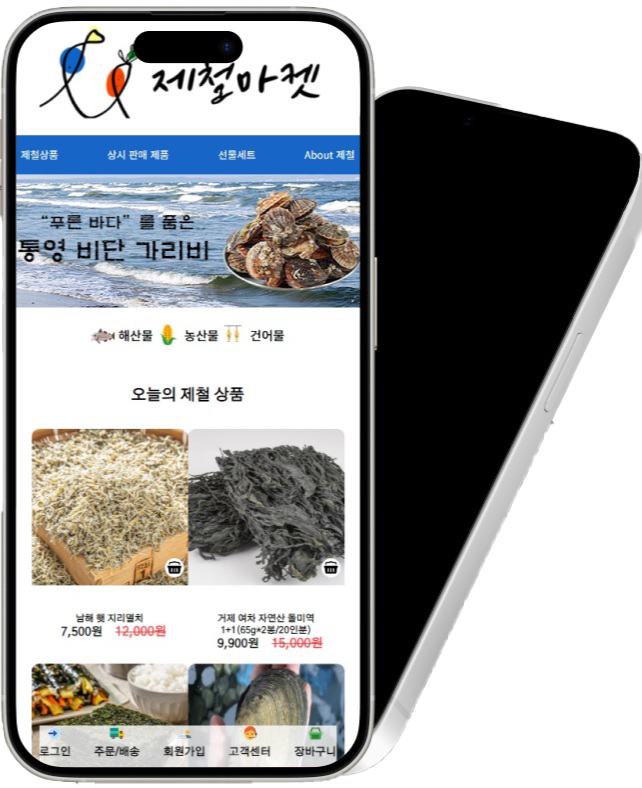 제철마켓
제철상품 상시 판매 제품 선물세트 About 제철
“푸른 바다” 를 품은
통영 비단 가리비
해산물 농산물 건어물
오늘의 제철 상품
남해 햇 지리멸치
7,500원 12,000원
거제 여차 자연산 돌미역
1+1(65g*2봉/20인분)
9,900원 15,000원
로그인 주문/배송 회원가입 고객센터 장바구니